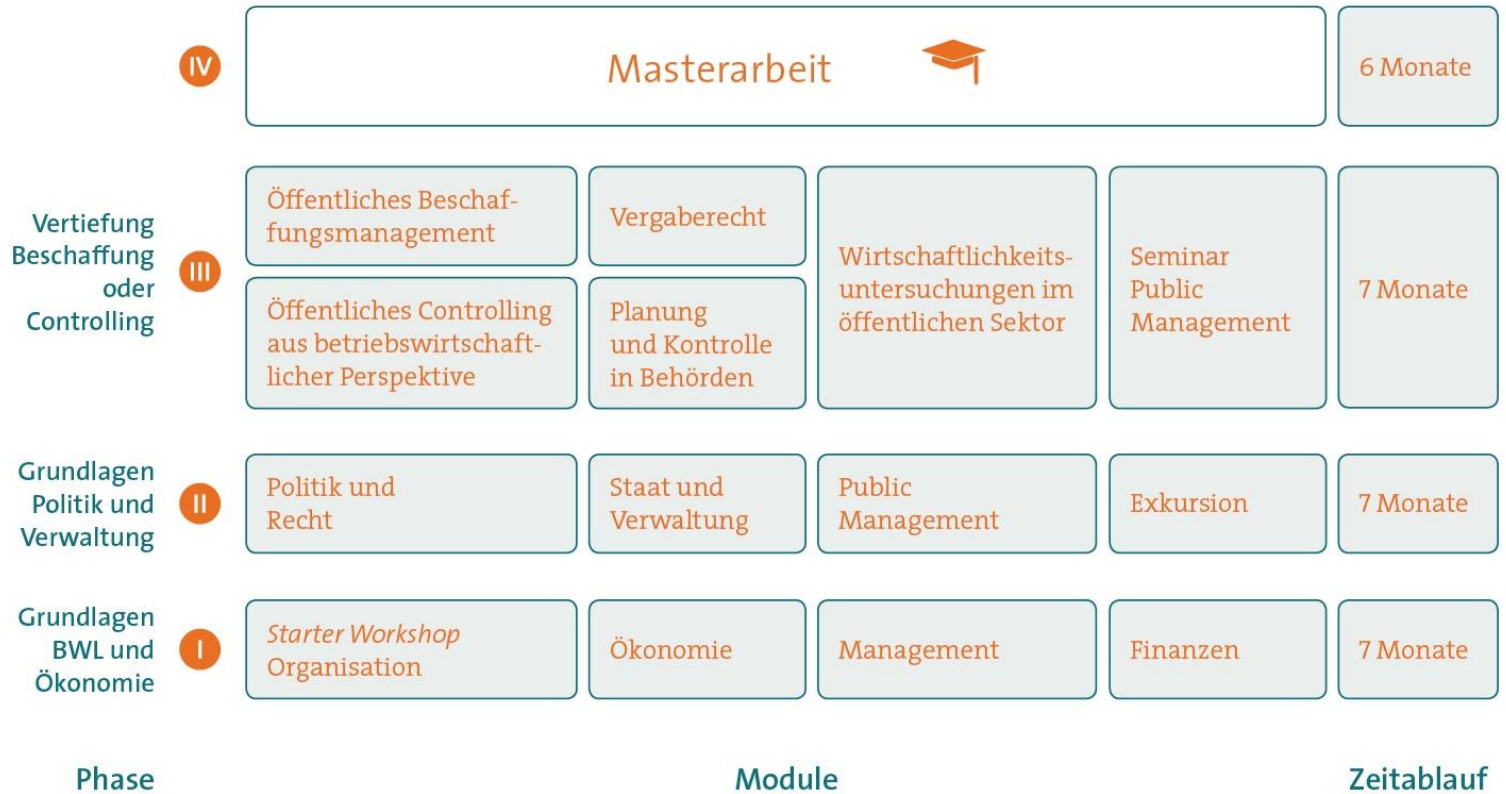 IV
Masterarbeit
6 Monate
Vertiefung
Beschaffung
oder
Controlling
III
Öffentliches Beschaf-
fungsmanagement
Vergaberecht
Öffentliches Controlling
aus betriebswirtschaft-
licher Perspektive
Planung
und Kontrolle
in Behörden
Wirtschaftlichkeits-
untersuchungen im
öffentlichen Sektor
Seminar
Public
Management
7 Monate
Grundlagen
Politik und
Verwaltung
II
Politik und
Recht
Staat und
Verwaltung
Public
Management
Exkursion
7 Monate
Grundlagen
BWL und
Ökonomie
I
Starter Workshop
Organisation
Ökonomie
Management
Finanzen
7 Monate
Phase
Module
Zeitablauf